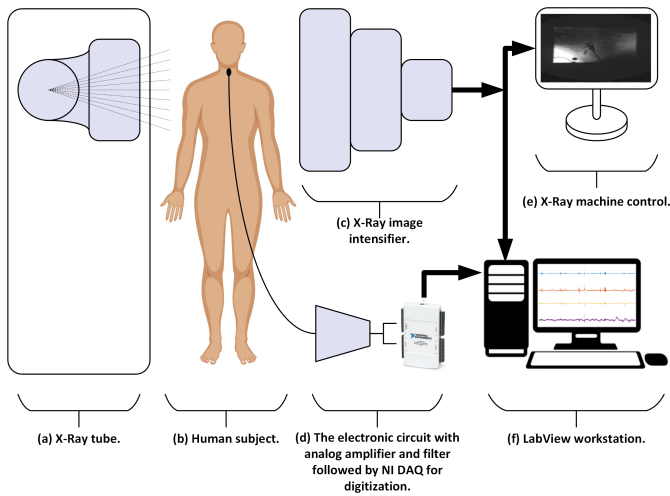 (c) X-Ray image
intensifier.
(e) X-Ray machine control.
(a) X-Ray tube.
(b) Human subject.
(d) The electronic circuit with
analog amplifier and filter
followed by NI DAQ for
digitization.
(f) LabView workstation.